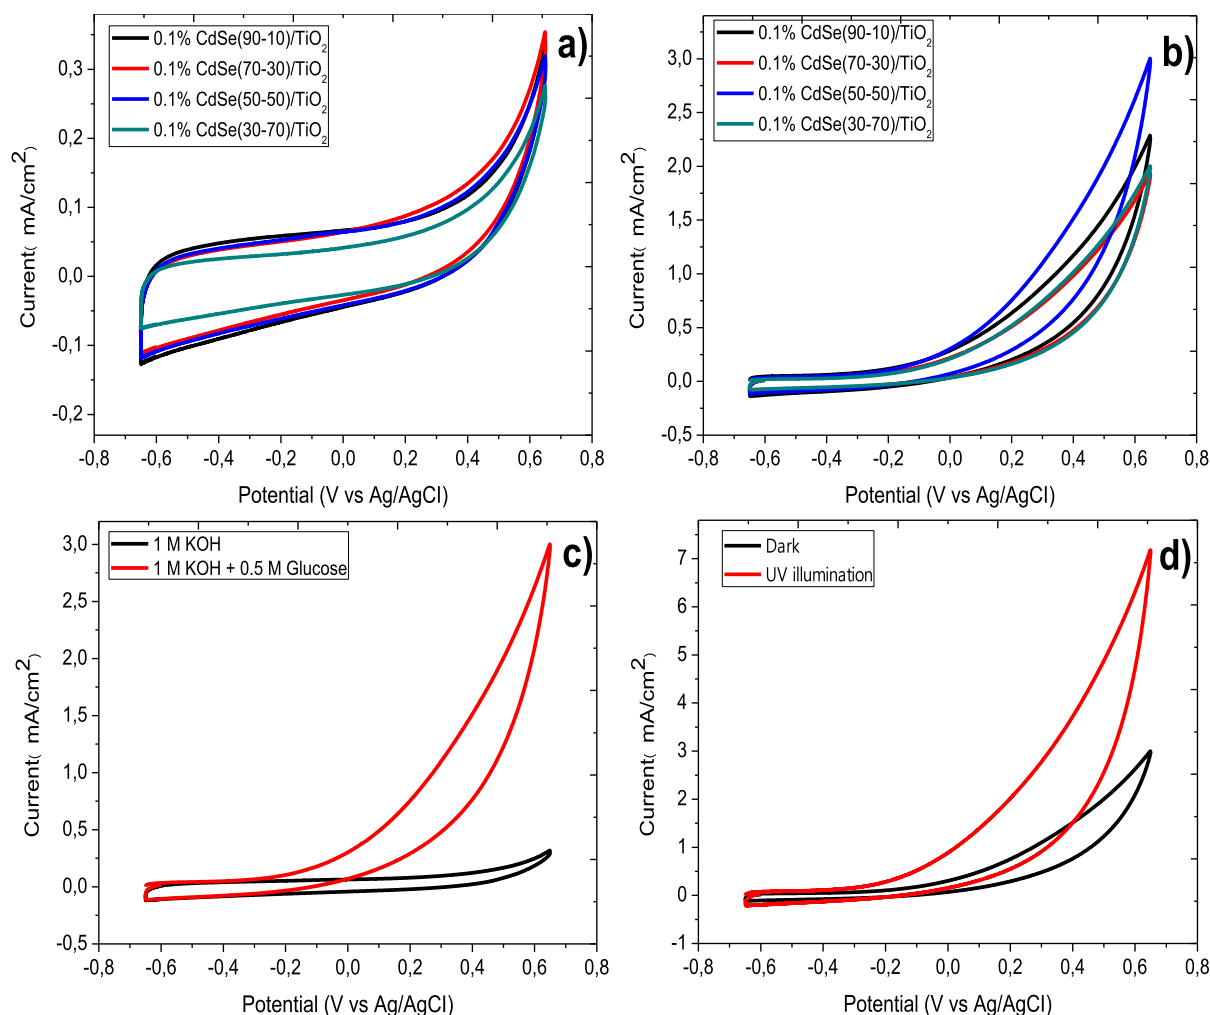 a)
0.1% CdSe(90-10)/TiO2
0.1% CdSe(70-30)/TiO2
0.1% CdSe(50-50)/TiO2
0.1% CdSe(30-70)/TiO2
Current( mA/cm2)
0,3
0,2
0,1
0,0
-0,1
-0,2
-0,8 -0,6 -0,4 -0,2 0,0 0,2 0,4 0,6 0,8
Potential (V vs Ag/AgCl)
b)
0.1% CdSe(90-10)/TiO2
0.1% CdSe(70-30)/TiO2
0.1% CdSe(50-50)/TiO2
0.1% CdSe(30-70)/TiO2
Current( mA/cm2)
3,0
2,5
2,0
1,5
1,0
0,5
0,0
-0,5
-0,8 -0,6 -0,4 -0,2 0,0 0,2 0,4 0,6 0,8
Potential (V vs Ag/AgCl)
c)
1 M KOH
1 M KOH + 0.5 M Glucose
Current( mA/cm2)
3,0
2,5
2,0
1,5
1,0
0,5
0,0
-0,5
-0,8 -0,6 -0,4 -0,2 0,0 0,2 0,4 0,6 0,8
Potential (V vs Ag/AgCl)
d)
Dark
UV illumination
Current( mA/cm2)
7
6
5
4
3
2
1
0
-1
-0,8 -0,6 -0,4 -0,2 0,0 0,2 0,4 0,6 0,8
Potential (V vs Ag/AgCl)